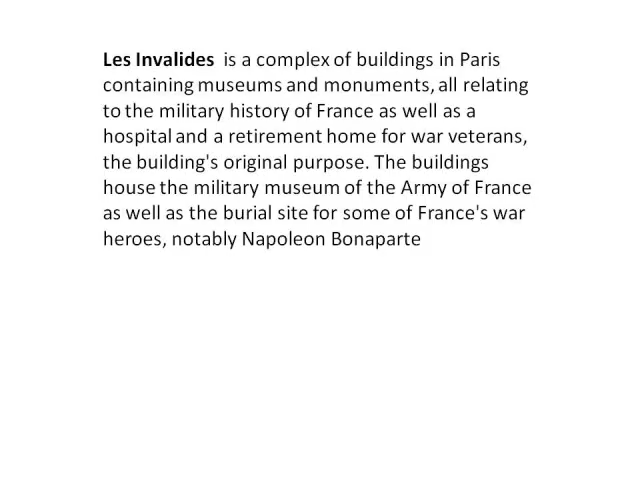 Les Invalides  is a complex of buildings in Paris
containing museums and monuments, all relating
to the military history of France as well as a
hospital and a retirement home for war veterans,
the building's original purpose. The buildings
house the military museum of the Army of France
as well as the burial site for some of France's war
heroes, notably Napoleon Bonaparte